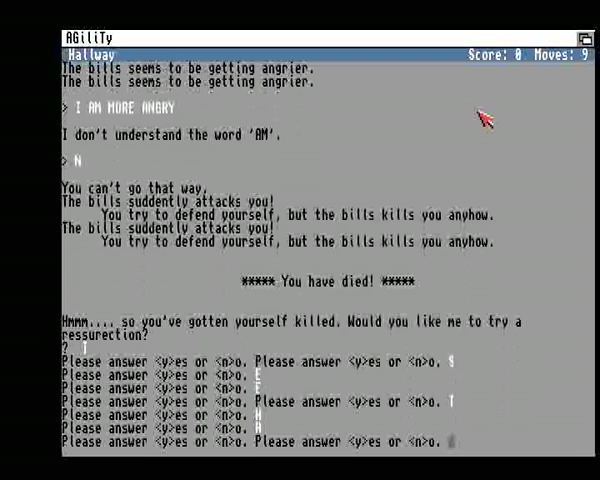 AGiliTy
Hallway Score: 0 Moves: 9
The bills seems to be getting angrier.
The bills seems to be getting angrier.
> I AM MORE ANGRY
I don't understand the word 'AM'.
> N
You can't go that way.
The bills suddently attacks you!
You try to defend yourself, but the bills kills you anyhow.
The bills suddently attacks you!
You try to defend yourself, but the bills kills you anyhow.
***** You have died! *****
Hmmm.... so you've gotten yourself killed. Would you like me to try a
ressurection?
? I
Please answer <y>es or <n>o. Please answer <y>es or <n>o. S
Please answer <y>es or <n>o. E
Please answer <y>es or <n>o. E
Please answer <y>es or <n>o. Please answer <y>es or <n>o. T
Please answer <y>es or <n>o. H
Please answer <y>es or <n>o. A
Please answer <y>es or <n>o. Please answer <y>es or <n>o.